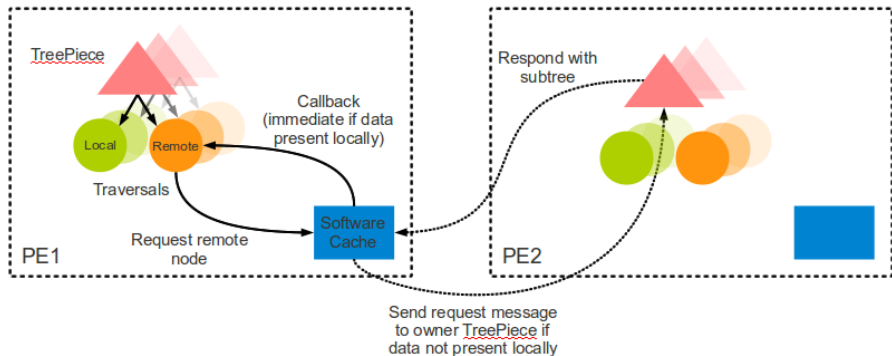 TreePiece
Callback
(immediate if data
present locally)
Local
Remote
Traversals
Request remote
node
Software
Cache
PE1
Respond with
subtree
PE2
Send request message
to owner TreePiece if
data not present locally